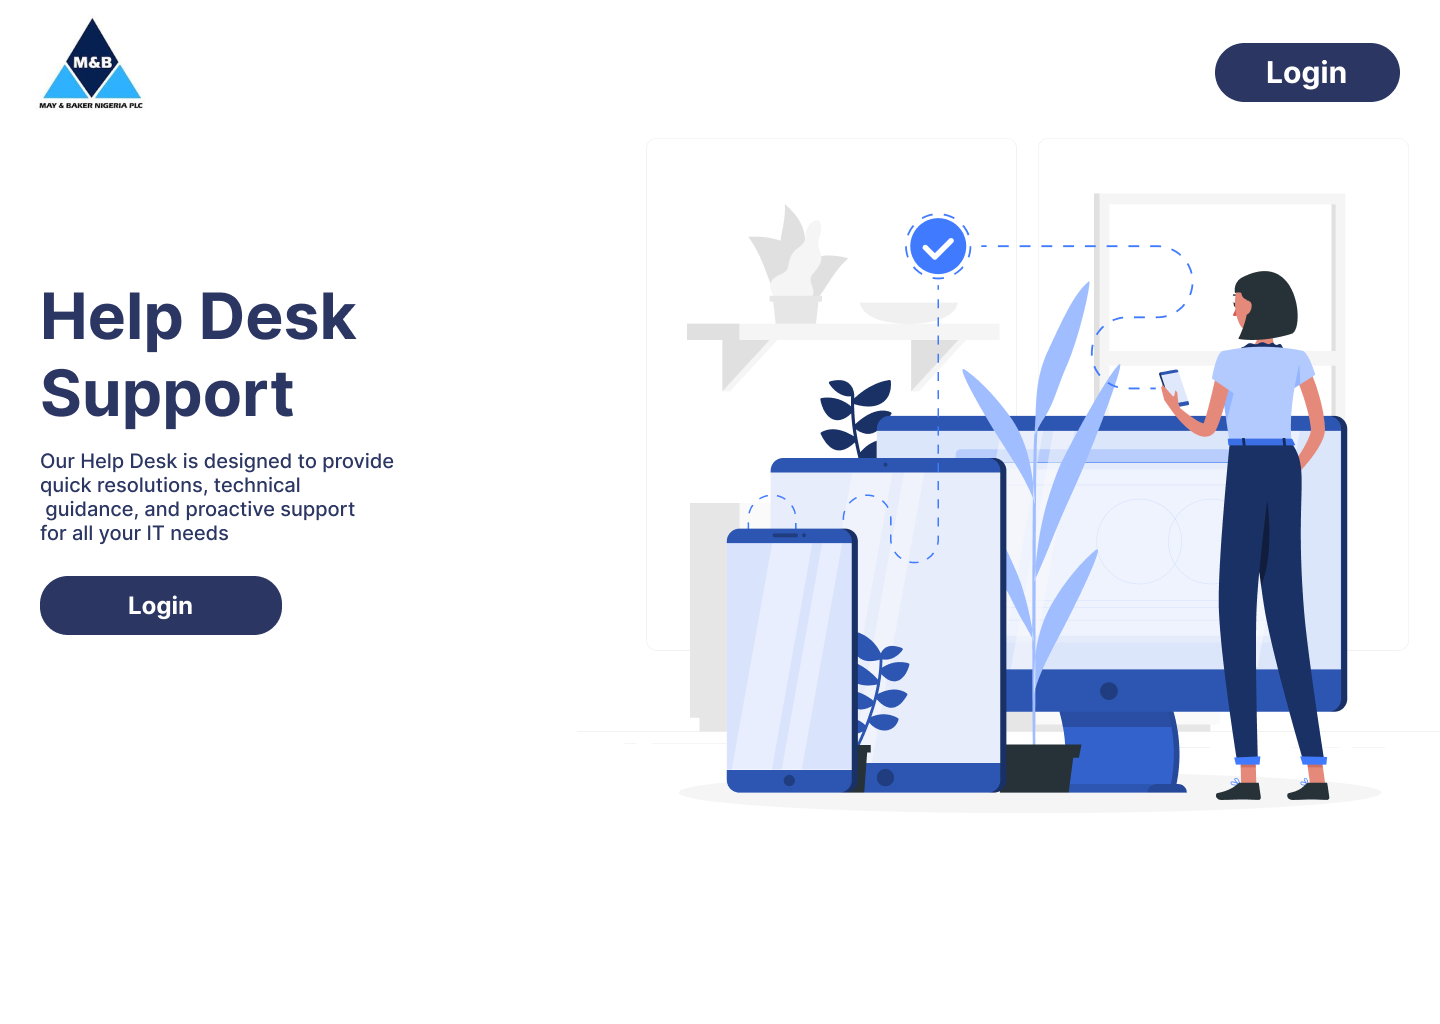 M&B
MAY & BAKER NIGERIA PLC
Login
Help Desk
Support
Our Help Desk is designed to provide
quick resolutions, technical
guidance, and proactive support
for all your IT needs
Login